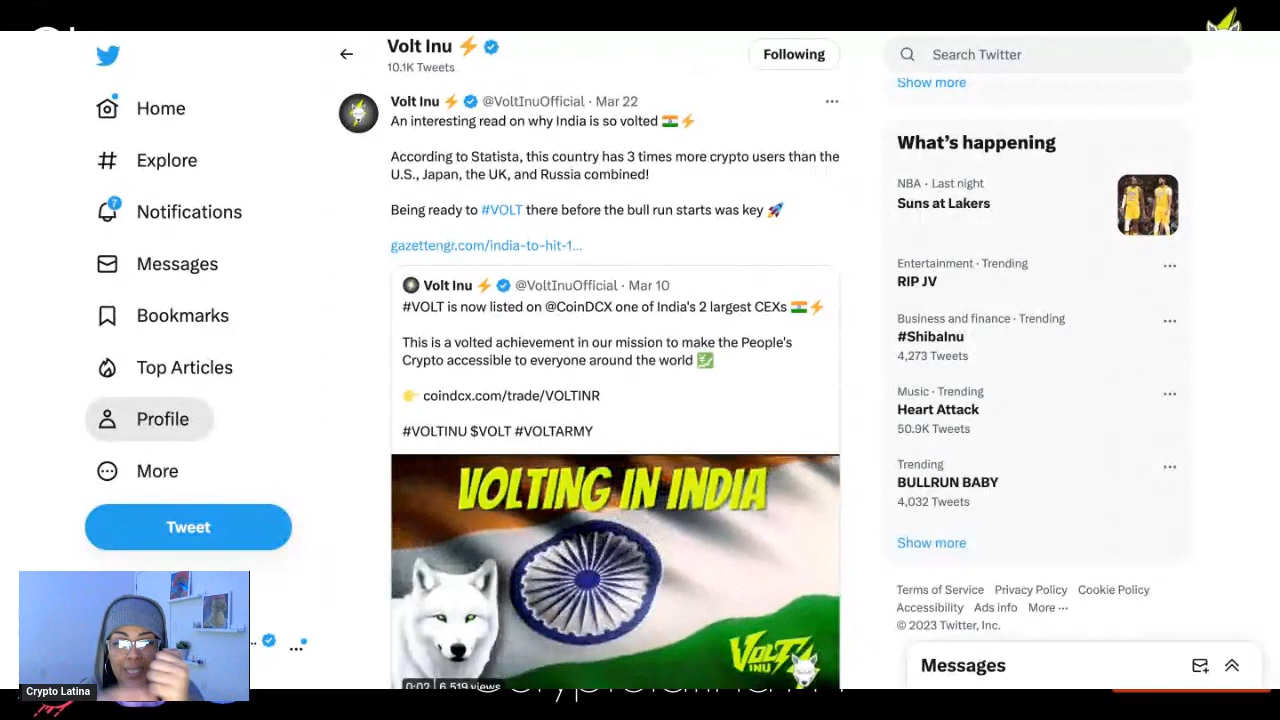 Volt Inu ⚡
10.1K Tweets
Following
Search Twitter
Home
Explore
7
Notifications
Messages
Bookmarks
Top Articles
Profile
More
Tweet
Volt Inu ⚡ @VoltInuOfficial · Mar 22
An interesting read on why India is so volted 🇮🇳⚡
According to Statista, this country has 3 times more crypto users than the
U.S., Japan, the UK, and Russia combined!
Being ready to #VOLT there before the bull run starts was key 🚀
gazettengr.com/india-to-hit-1...
Volt Inu ⚡ @VoltInuOfficial · Mar 10
#VOLT is now listed on @CoinDCX one of India's 2 largest CEXs 🇮🇳⚡
This is a volted achievement in our mission to make the People's
Crypto accessible to everyone around the world 💹
👉 coindcx.com/trade/VOLTINR
#VOLTINU $VOLT #VOLTARMY
VOLTING IN INDIA
VOLT
INU
0:02 6,519 views
Show more
What's happening
NBA · Last night
Suns at Lakers
Entertainment · Trending
RIP JV
Business and finance · Trending
#ShibaInu
4,273 Tweets
Music · Trending
Heart Attack
50.9K Tweets
Trending
BULLRUN BABY
4,032 Tweets
Show more
Terms of Service Privacy Policy Cookie Policy
Accessibility Ads info More ···
© 2023 Twitter, Inc.
Messages
Crypto Latina